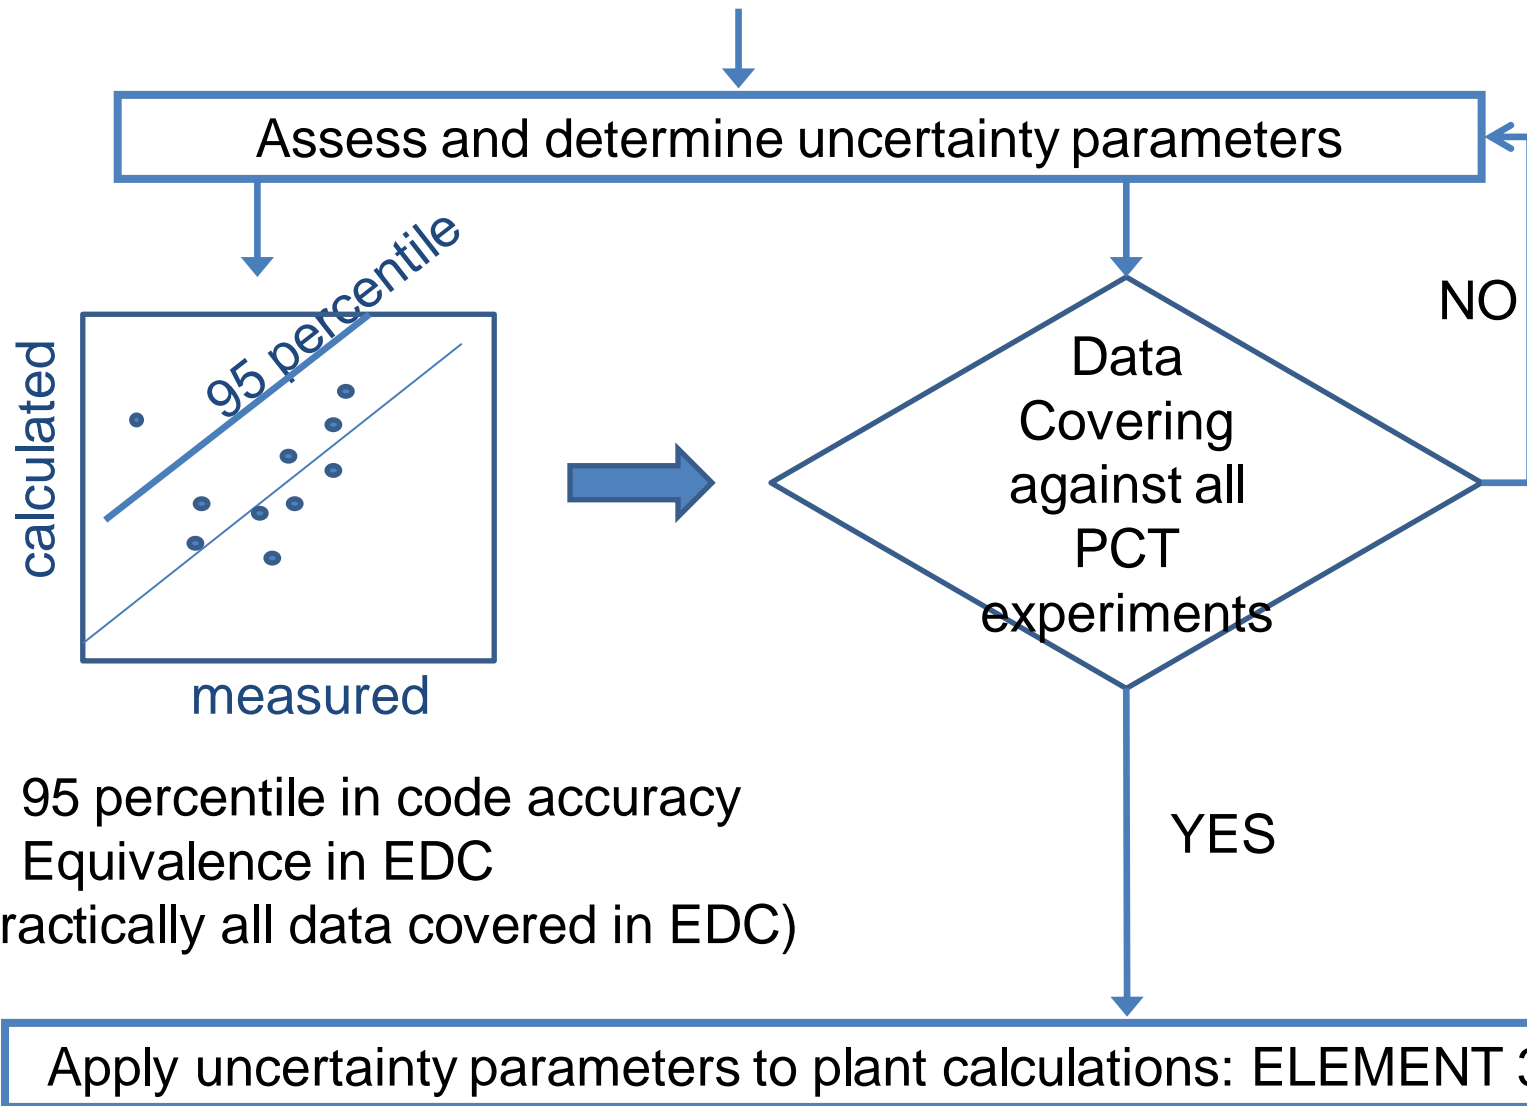 Assess and determine uncertainty parameters
95 percentile
calculated
measured
NO
Data
Covering
against all
PCT
experiments
95 percentile in code accuracy
Equivalence in EDC
ractically all data covered in EDC)
YES
Apply uncertainty parameters to plant calculations: ELEMENT 3